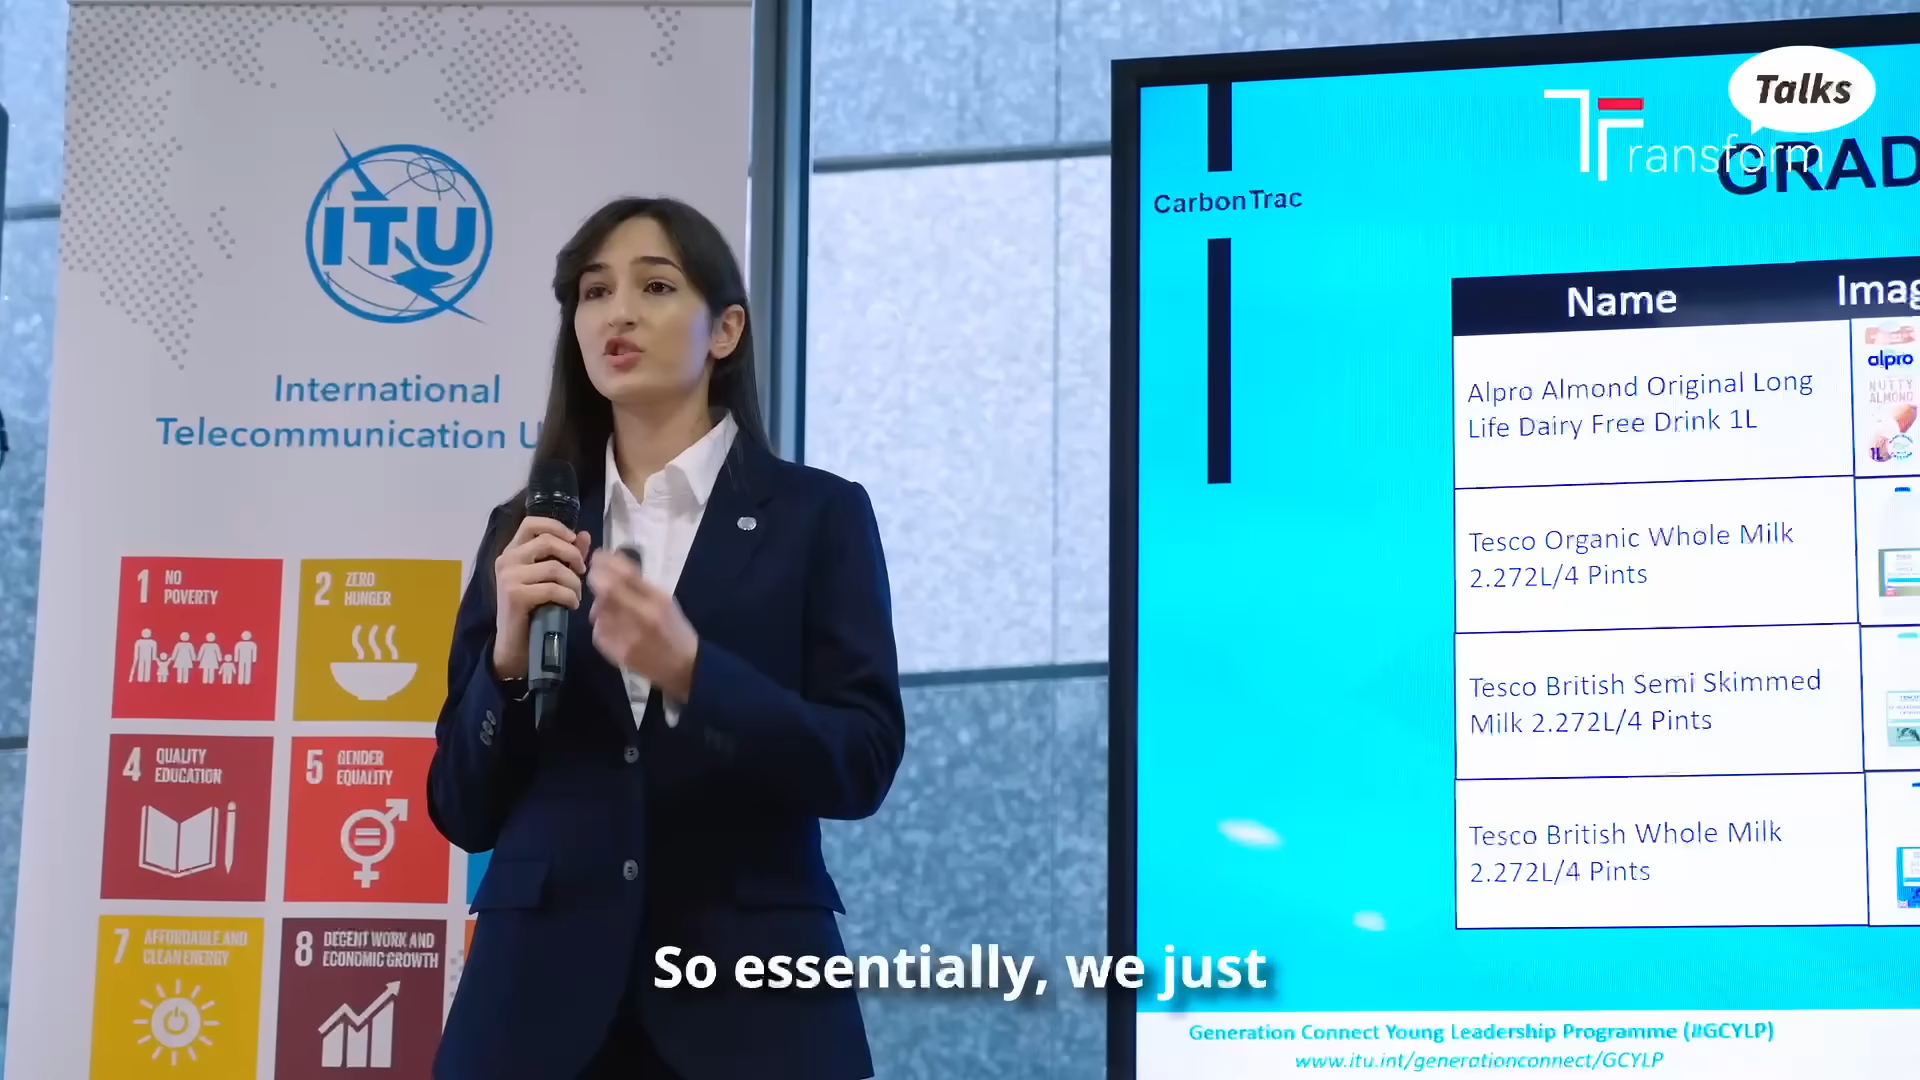 ITU
International
Telecommunication U
1 NO
POVERTY
2 ZERO
HUNGER
4 QUALITY
EDUCATION
5 GENDER
EQUALITY
7 AFFORDABLE AND
CLEAN ENERGY
8 DECENT WORK AND
ECONOMIC GROWTH
Talks
Transform
GRAD
CarbonTrac
Name
Imag
Alpro Almond Original Long
Life Dairy Free Drink 1L
alpro
NUTTY
ALMOND
1L
Tesco Organic Whole Milk
2.272L/4 Pints
Tesco British Semi Skimmed
Milk 2.272L/4 Pints
Tesco British Whole Milk
2.272L/4 Pints
So essentially, we just
Generation Connect Young Leadership Programme (#GCYLP)
www.itu.int/generationconnect/GCYLP